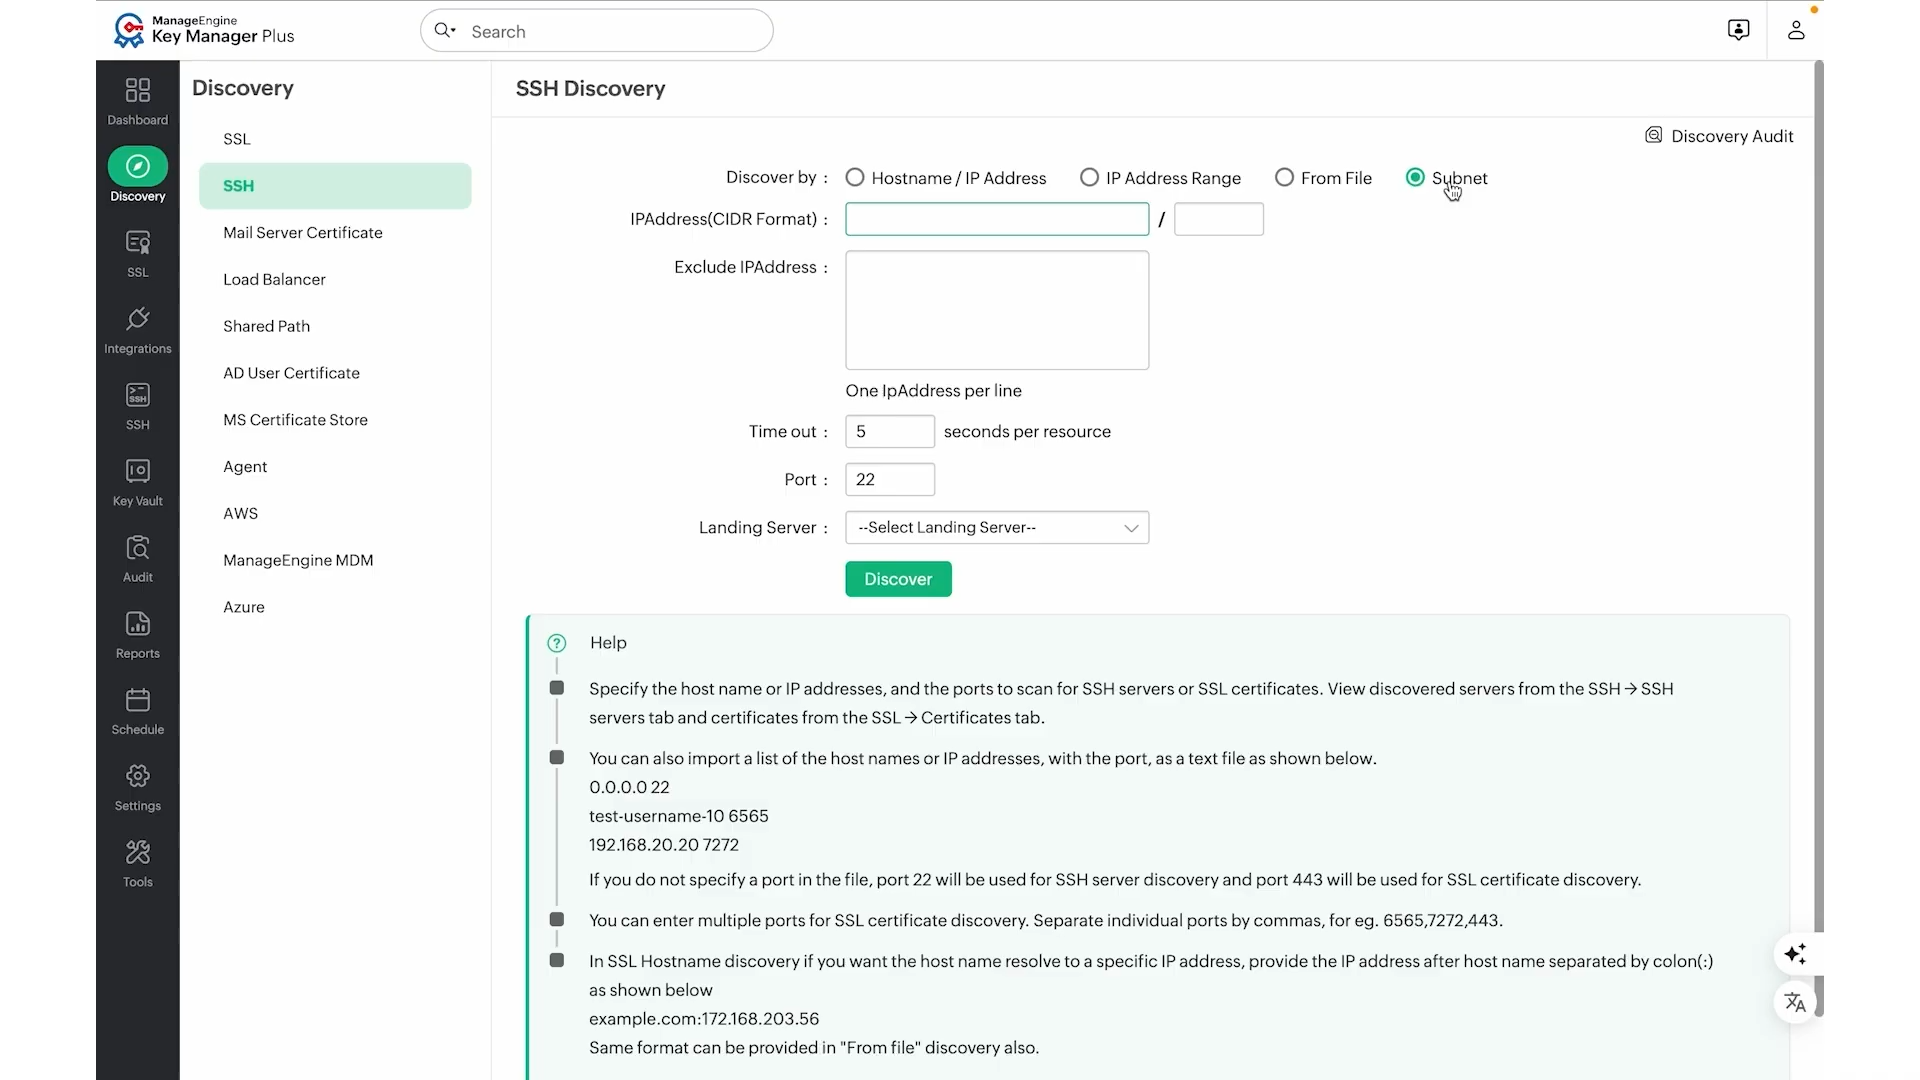 ManageEngine
Key Manager Plus
Search
Dashboard
Discovery
SSL
Integrations
SSH
Key Vault
Audit
Reports
Schedule
Settings
Tools
Discovery
SSL
SSH
Mail Server Certificate
Load Balancer
Shared Path
AD User Certificate
MS Certificate Store
Agent
AWS
ManageEngine MDM
Azure
SSH Discovery
Discovery Audit
Discover by : Hostname / IP Address IP Address Range From File Subnet
IPAddress(CIDR Format) : /
Exclude IPAddress :
One IpAddress per line
Time out : 5 seconds per resource
Port : 22
Landing Server : --Select Landing Server--
Discover
Help
Specify the host name or IP addresses, and the ports to scan for SSH servers or SSL certificates. View discovered servers from the SSH → SSH
servers tab and certificates from the SSL → Certificates tab.
You can also import a list of the host names or IP addresses, with the port, as a text file as shown below.
0.0.0.0 22
test-username-10 6565
192.168.20.20 7272
If you do not specify a port in the file, port 22 will be used for SSH server discovery and port 443 will be used for SSL certificate discovery.
You can enter multiple ports for SSL certificate discovery. Separate individual ports by commas, for eg. 6565,7272,443.
In SSL Hostname discovery if you want the host name resolve to a specific IP address, provide the IP address after host name separated by colon(:)
as shown below
example.com:172.168.203.56
Same format can be provided in "From file" discovery also.